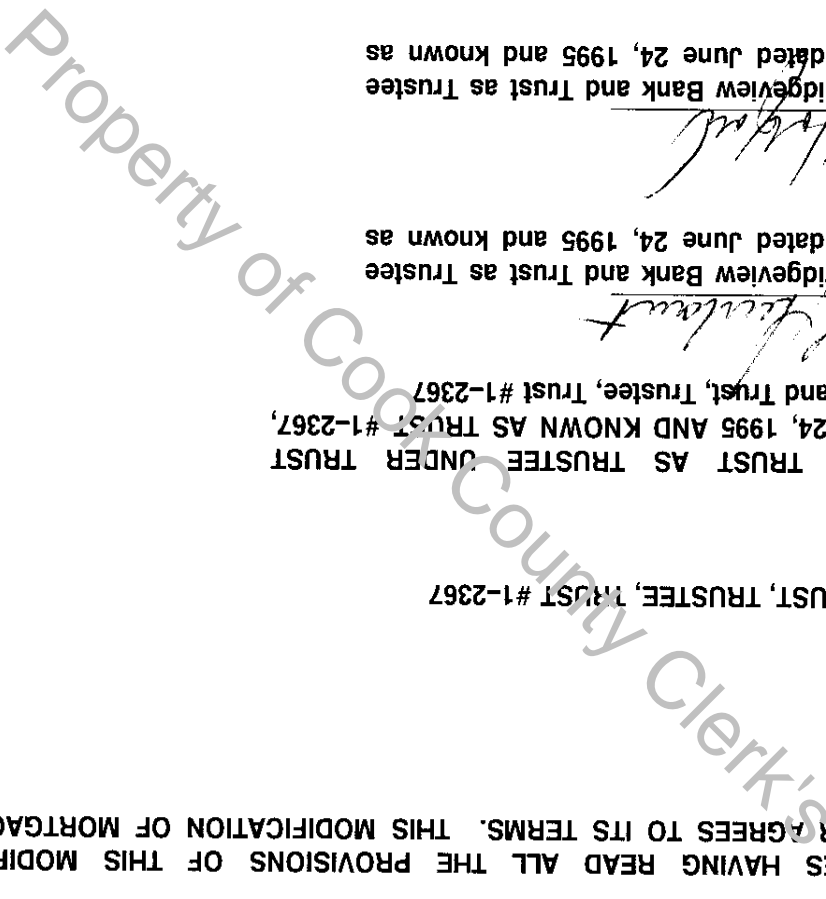 ES HAVING READ ALL THE PROVISIONS OF THIS MODIF
R AGREES TO ITS TERMS. THIS MODIFICATION OF MORTGAG
UST, TRUSTEE, TRUST #1-2367
TRUST AS TRUSTEE UNDER TRUST
24, 1995 AND KNOWN AS TRUST #1-2367,
and Trust, Trustee, Trust #1-2367
idgeview Bank and Trust as Trustee
dated June 24, 1995 and known as
idgeview Bank and Trust as Trustee
dated June 24, 1995 and known as
Property of Cook County Clerk's